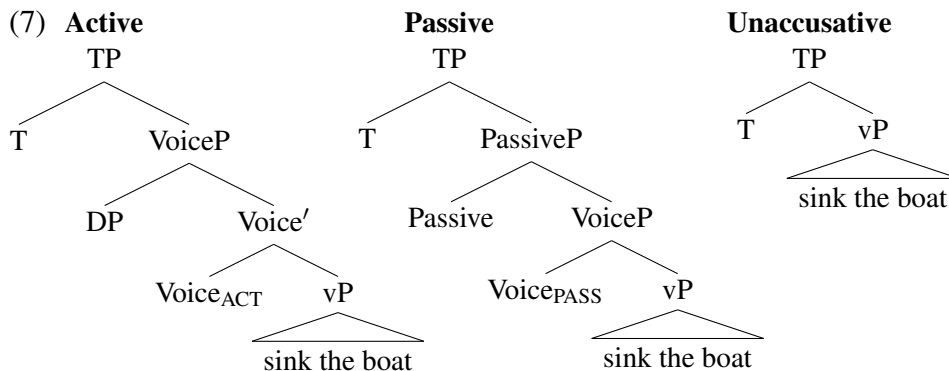 (7) Active Passive Unaccusative
TP TP TP
T VoiceP T PassiveP T vP
sink the boat
DP Voice′ Passive VoiceP
Voice_ACT vP Voice_PASS vP
sink the boat sink the boat